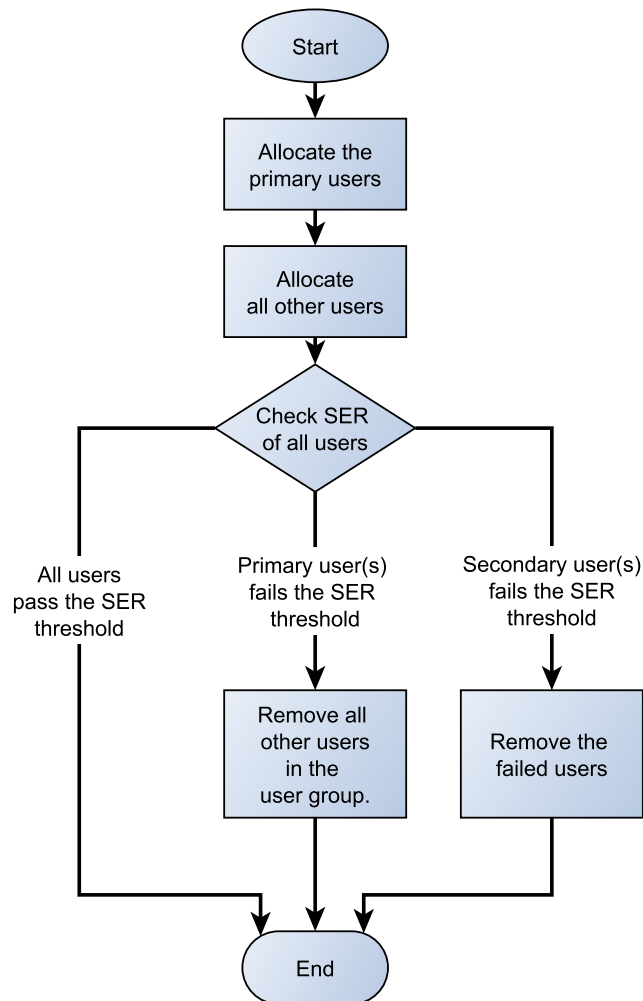 Start
Allocate the
primary users
Allocate
all other users
Check SER
of all users
All users
pass the SER
threshold
Primary user(s)
fails the SER
threshold
Secondary user(s)
fails the SER
threshold
Remove all
other users
in the
user group.
Remove the
failed users
End